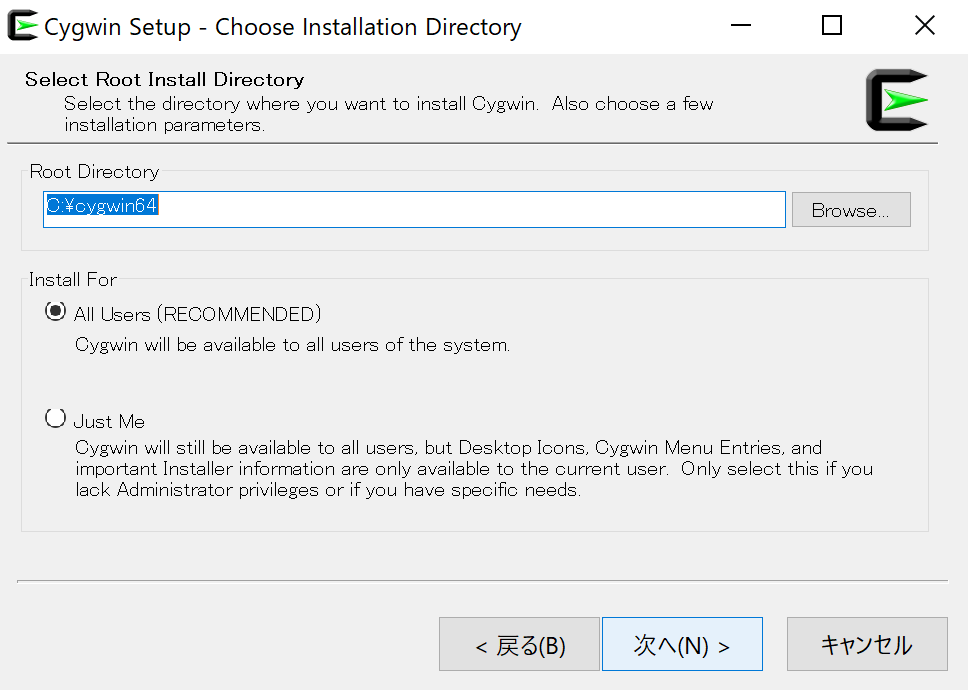 Cygwin Setup - Choose Installation Directory
Select Root Install Directory
Select the directory where you want to install Cygwin. Also choose a few
installation parameters.
Root Directory
C:¥cygwin64
Browse...
Install For
All Users (RECOMMENDED)
Cygwin will be available to all users of the system.
Just Me
Cygwin will still be available to all users, but Desktop Icons, Cygwin Menu Entries, and
important Installer information are only available to the current user. Only select this if you
lack Administrator privileges or if you have specific needs.
< 戻る(B)
次へ(N) >
キャンセル